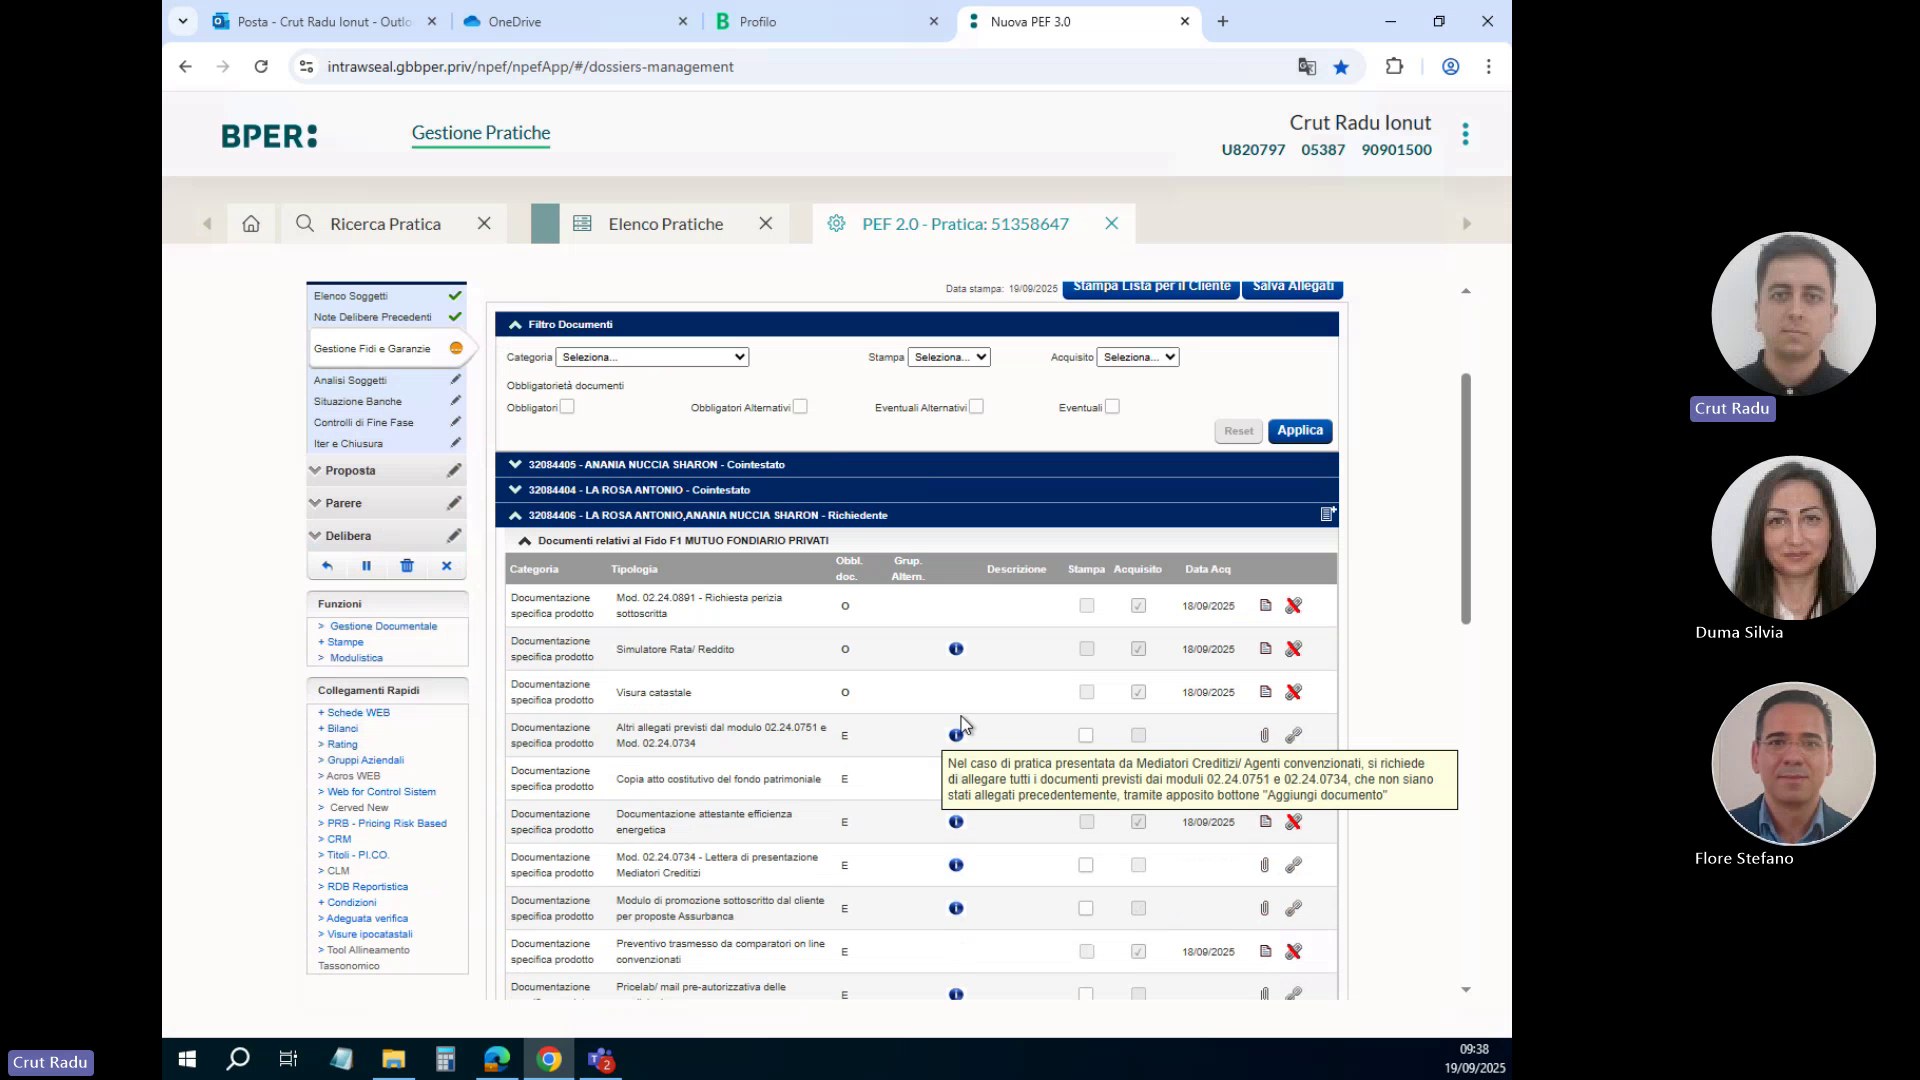 Posta - Crut Radu Ionut - Outlo
OneDrive
Profilo
Nuova PEF 3.0
intrawseal.gbbper.priv/npef/npefApp/#/dossiers-management
BPER:
Gestione Pratiche
Crut Radu Ionut
U820797 05387 90901500
Ricerca Pratica
Elenco Pratiche
PEF 2.0 - Pratica: 51358647
Elenco Soggetti
Note Delibere Precedenti
Gestione Fidi e Garanzie
Analisi Soggetti
Situazione Banche
Controlli di Fine Fase
Iter e Chiusura
Proposta
Parere
Delibera
Funzioni
> Gestione Documentale
+ Stampe
> Modulistica
Collegamenti Rapidi
+ Schede WEB
+ Bilanci
+ Rating
> Gruppi Aziendali
> Acros WEB
> Web for Control Sistem
> Cerved New
> PRB - Pricing Risk Based
> CRM
> Titoli - PI.CO.
> CLM
> RDB Reportistica
+ Condizioni
> Adeguata verifica
> Visure ipocatastali
> Tool Allineamento
Tassonomico
Data stampa: 19/09/2025
Stampa Lista per il Cliente
Salva Allegati
Filtro Documenti
Categoria Seleziona...
Stampa Seleziona...
Acquisito Seleziona...
Obbligatorietà documenti
Obbligatori
Obbligatori Alternativi
Eventuali Alternativi
Eventuali
Reset
Applica
32084405 - ANANIA NUCCIA SHARON - Cointestato
32084404 - LA ROSA ANTONIO - Cointestato
32084406 - LA ROSA ANTONIO,ANANIA NUCCIA SHARON - Richiedente
Documenti relativi al Fido F1 MUTUO FONDIARIO PRIVATI
Categoria Tipologia Obbl. doc. Grup. Altern. Descrizione Stampa Acquisito Data Acq
Documentazione specifica prodotto Mod. 02.24.0891 - Richiesta perizia sottoscritta O 18/09/2025
Documentazione specifica prodotto Simulatore Rata/ Reddito O 18/09/2025
Documentazione specifica prodotto Visura catastale O 18/09/2025
Documentazione specifica prodotto Altri allegati previsti dal modulo 02.24.0751 e Mod. 02.24.0734 E
Documentazione specifica prodotto Copia atto costitutivo del fondo patrimoniale E
Nel caso di pratica presentata da Mediatori Creditizi/ Agenti convenzionati, si richiede
di allegare tutti i documenti previsti dai moduli 02.24.0751 e 02.24.0734, che non siano
stati allegati precedentemente, tramite apposito bottone "Aggiungi documento"
Documentazione specifica prodotto Documentazione attestante efficienza energetica E 18/09/2025
Documentazione specifica prodotto Mod. 02.24.0734 - Lettera di presentazione Mediatori Creditizi E
Documentazione specifica prodotto Modulo di promozione sottoscritto dal cliente per proposte Assurbanca E
Documentazione specifica prodotto Preventivo trasmesso da comparatori on line convenzionati E 18/09/2025
Documentazione Pricelab/ mail pre-autorizzativa delle E
2
09:38
19/09/2025
Crut Radu
Duma Silvia
Flore Stefano
Crut Radu